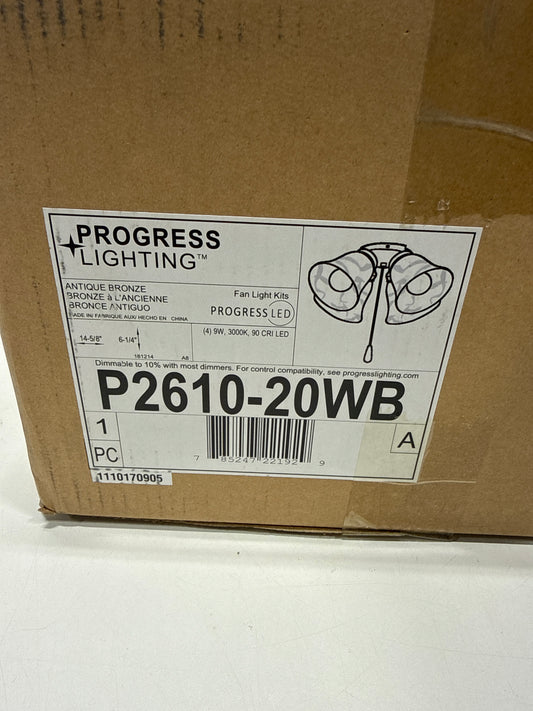 PROGRESS
LIGHTING™
ANTIQUE BRONZE
BRONZE à L'ANCIENNE
BRONCE ANTIGUO
MADE IN/ FABRIQUE AUX/ HECHO EN CHINA
Fan Light Kits
PROGRESS LED
(4) 9W, 3000K, 90 CRI LED
14-5/8" 6-1/4"
181214 A8
Dimmable to 10% with most dimmers. For control compatibility, see progresslighting.com
P2610-20WB
1
PC
A
7 85247 22192 9
1110170905